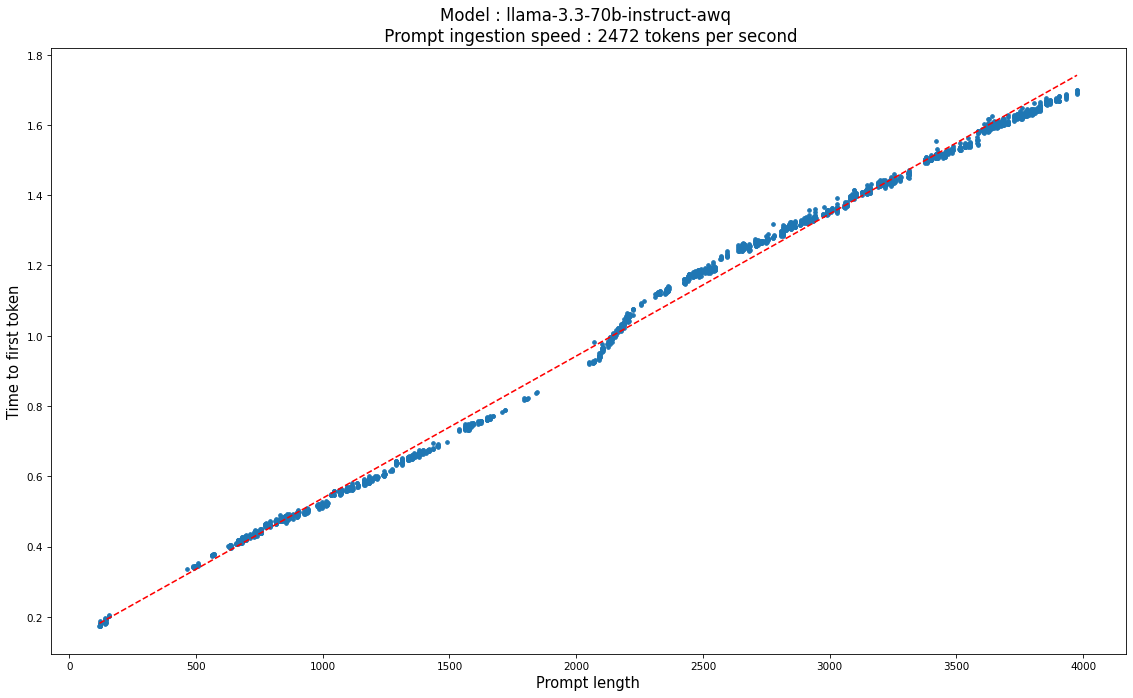 Model : llama-3.3-70b-instruct-awq
Prompt ingestion speed : 2472 tokens per second
1.8
1.6
1.4
1.2
1.0
0.8
0.6
0.4
0.2
Time to first token
0 500 1000 1500 2000 2500 3000 3500 4000
Prompt length